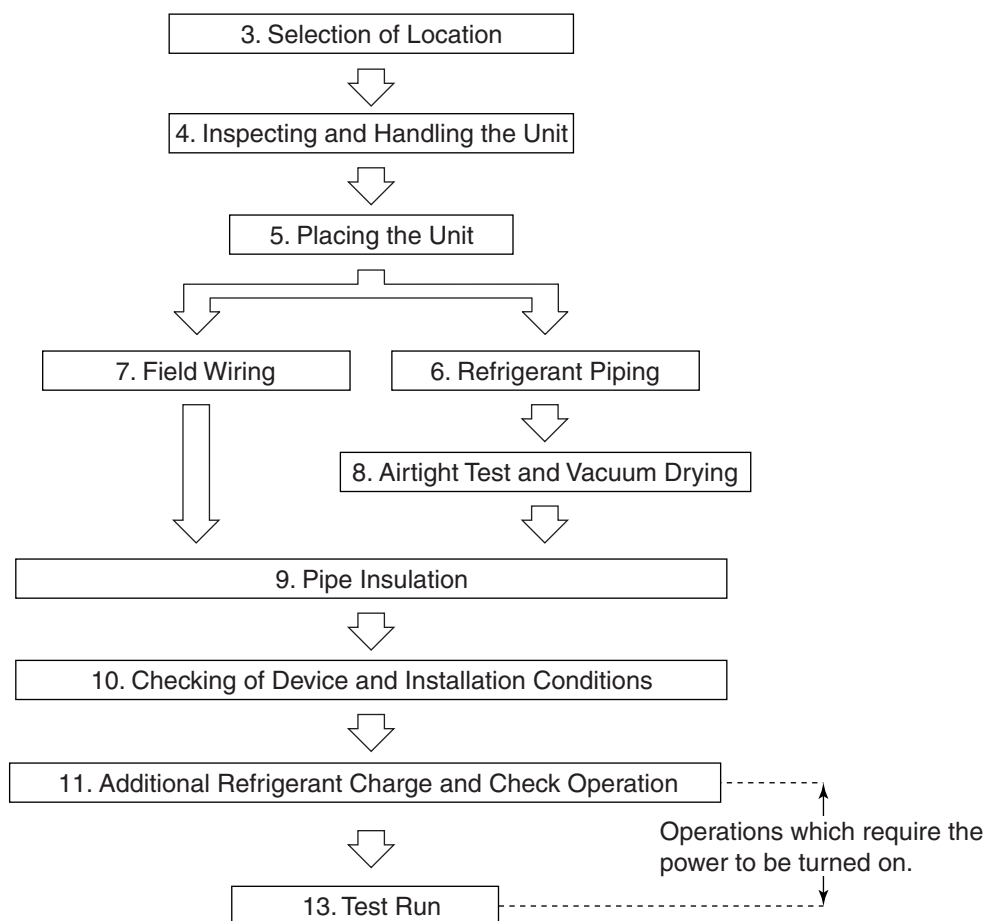 3. Selection of Location
4. Inspecting and Handling the Unit
5. Placing the Unit
7. Field Wiring
6. Refrigerant Piping
8. Airtight Test and Vacuum Drying
9. Pipe Insulation
10. Checking of Device and Installation Conditions
11. Additional Refrigerant Charge and Check Operation
Operations which require the
power to be turned on.
13. Test Run